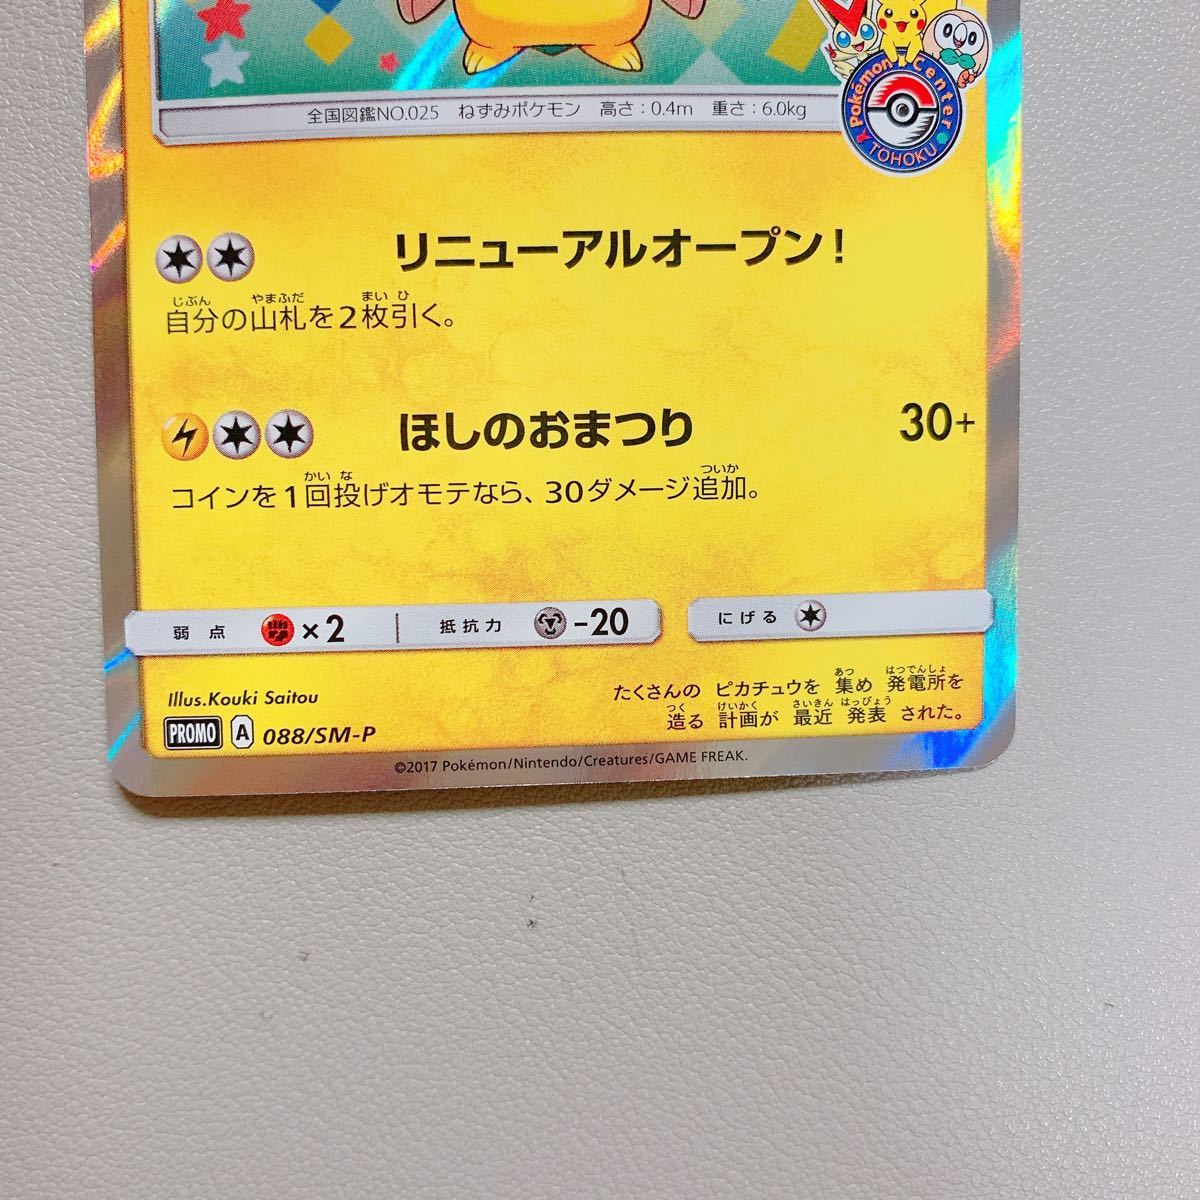 Pokémon Center
TOHOKU
全国図鑑NO.025 ねずみポケモン 高さ：0.4m 重さ：6.0kg
リニューアルオープン！
じぶん やまふだ まい ひ
自分の山札を2枚引く。
ほしのおまつり 30+
かい な ついか
コインを1回投げオモテなら、30ダメージ追加。
弱点 ×2 抵抗力 -20 にげる
Illus.Kouki Saitou
PROMO A 088/SM-P
あつ はつでんしょ
たくさんの ピカチュウを 集め 発電所を
つく けいかく さいきん はっぴょう
造る 計画が 最近 発表 された。
©2017 Pokémon/Nintendo/Creatures/GAME FREAK.